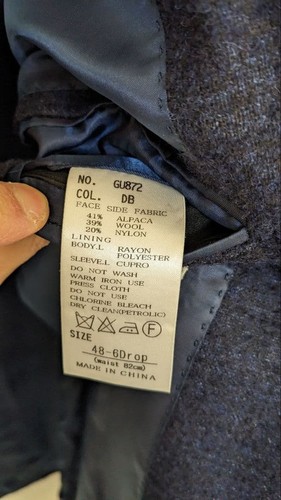 NO. GU872
COL. DB
FACE SIDE FABRIC
41% ALPACA
39% WOOL
20% NYLON
LINING
BODY.L RAYON
POLYESTER
SLEEVE.L CUPRO
DO NOT WASH
WARM IRON USE
PRESS CLOTH
DO NOT USE
CHLORINE BLEACH
DRY CLEAN(PETROLIC)
F
SIZE
48-6Drop
(waist 82cm)
MADE IN CHINA